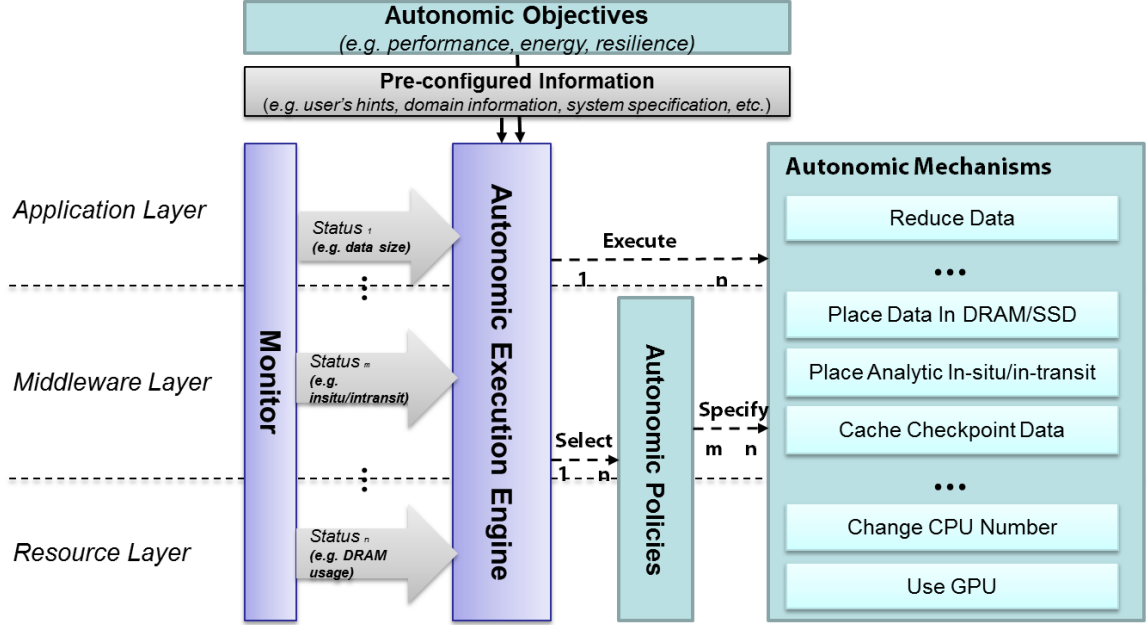 Autonomic Objectives
(e.g. performance, energy, resilience)
Pre-configured Information
(e.g. user's hints, domain information, system specification, etc.)
Application Layer
Middleware Layer
Resource Layer
Monitor
Status 1
(e.g. data size)
Status m
(e.g.
insitu/intransit)
Status n
(e.g. DRAM
usage)
Autonomic Execution Engine
Execute
1 n
Select
1 n
Autonomic Policies
Specify
m n
Autonomic Mechanisms
Reduce Data
...
Place Data In DRAM/SSD
Place Analytic In-situ/in-transit
Cache Checkpoint Data
...
Change CPU Number
Use GPU